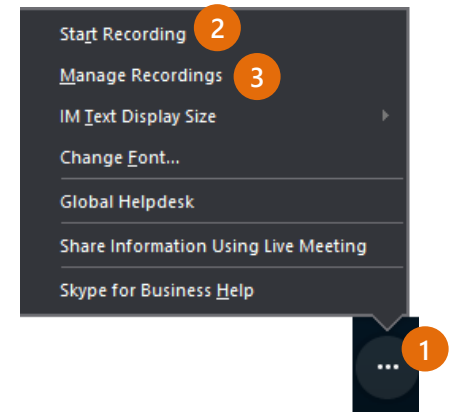 Start Recording 2
Manage Recordings 3
IM Text Display Size
Change Font...
Global Helpdesk
Share Information Using Live Meeting
Skype for Business Help
1
...